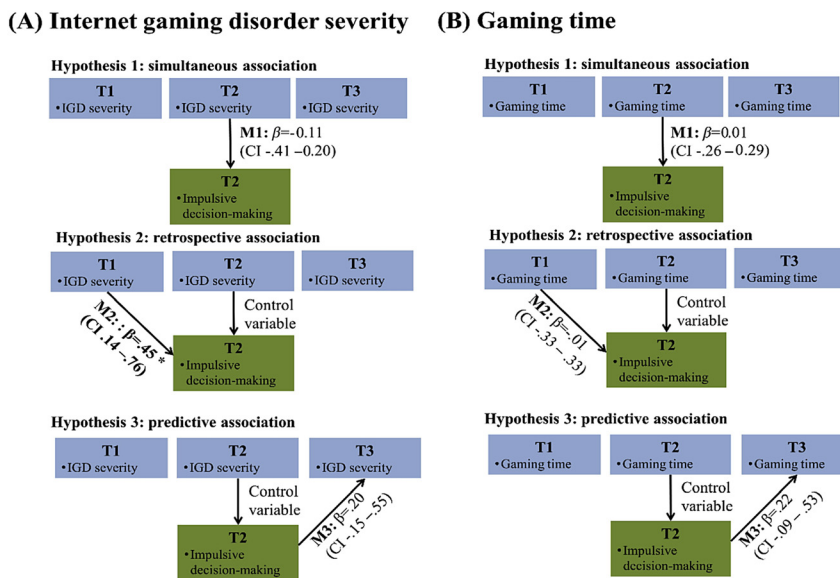 (A) Internet gaming disorder severity
Hypothesis 1: simultaneous association
T1
•IGD severity
T2
•IGD severity
T3
•IGD severity
M1: β=-0.11
(CI -.41 –0.20)
T2
•Impulsive
decision-making
Hypothesis 2: retrospective association
T1
•IGD severity
T2
•IGD severity
T3
•IGD severity
M2: : β=.45 *
(CI .14 –.76)
Control
variable
T2
•Impulsive
decision-making
Hypothesis 3: predictive association
T1
•IGD severity
T2
•IGD severity
T3
•IGD severity
Control
variable
M3: β=.20
(CI -.15 –.55)
T2
•Impulsive
decision-making
(B) Gaming time
Hypothesis 1: simultaneous association
T1
•Gaming time
T2
•Gaming time
T3
•Gaming time
M1: β=0.01
(CI -.26 – 0.29)
T2
•Impulsive
decision-making
Hypothesis 2: retrospective association
T1
•Gaming time
T2
•Gaming time
T3
•Gaming time
M2: β=-.01
(CI -.33 – .33)
Control
variable
T2
•Impulsive
decision-making
Hypothesis 3: predictive association
T1
•Gaming time
T2
•Gaming time
T3
•Gaming time
Control
variable
M3: β=.22
(CI -.09 – .53)
T2
•Impulsive
decision-making